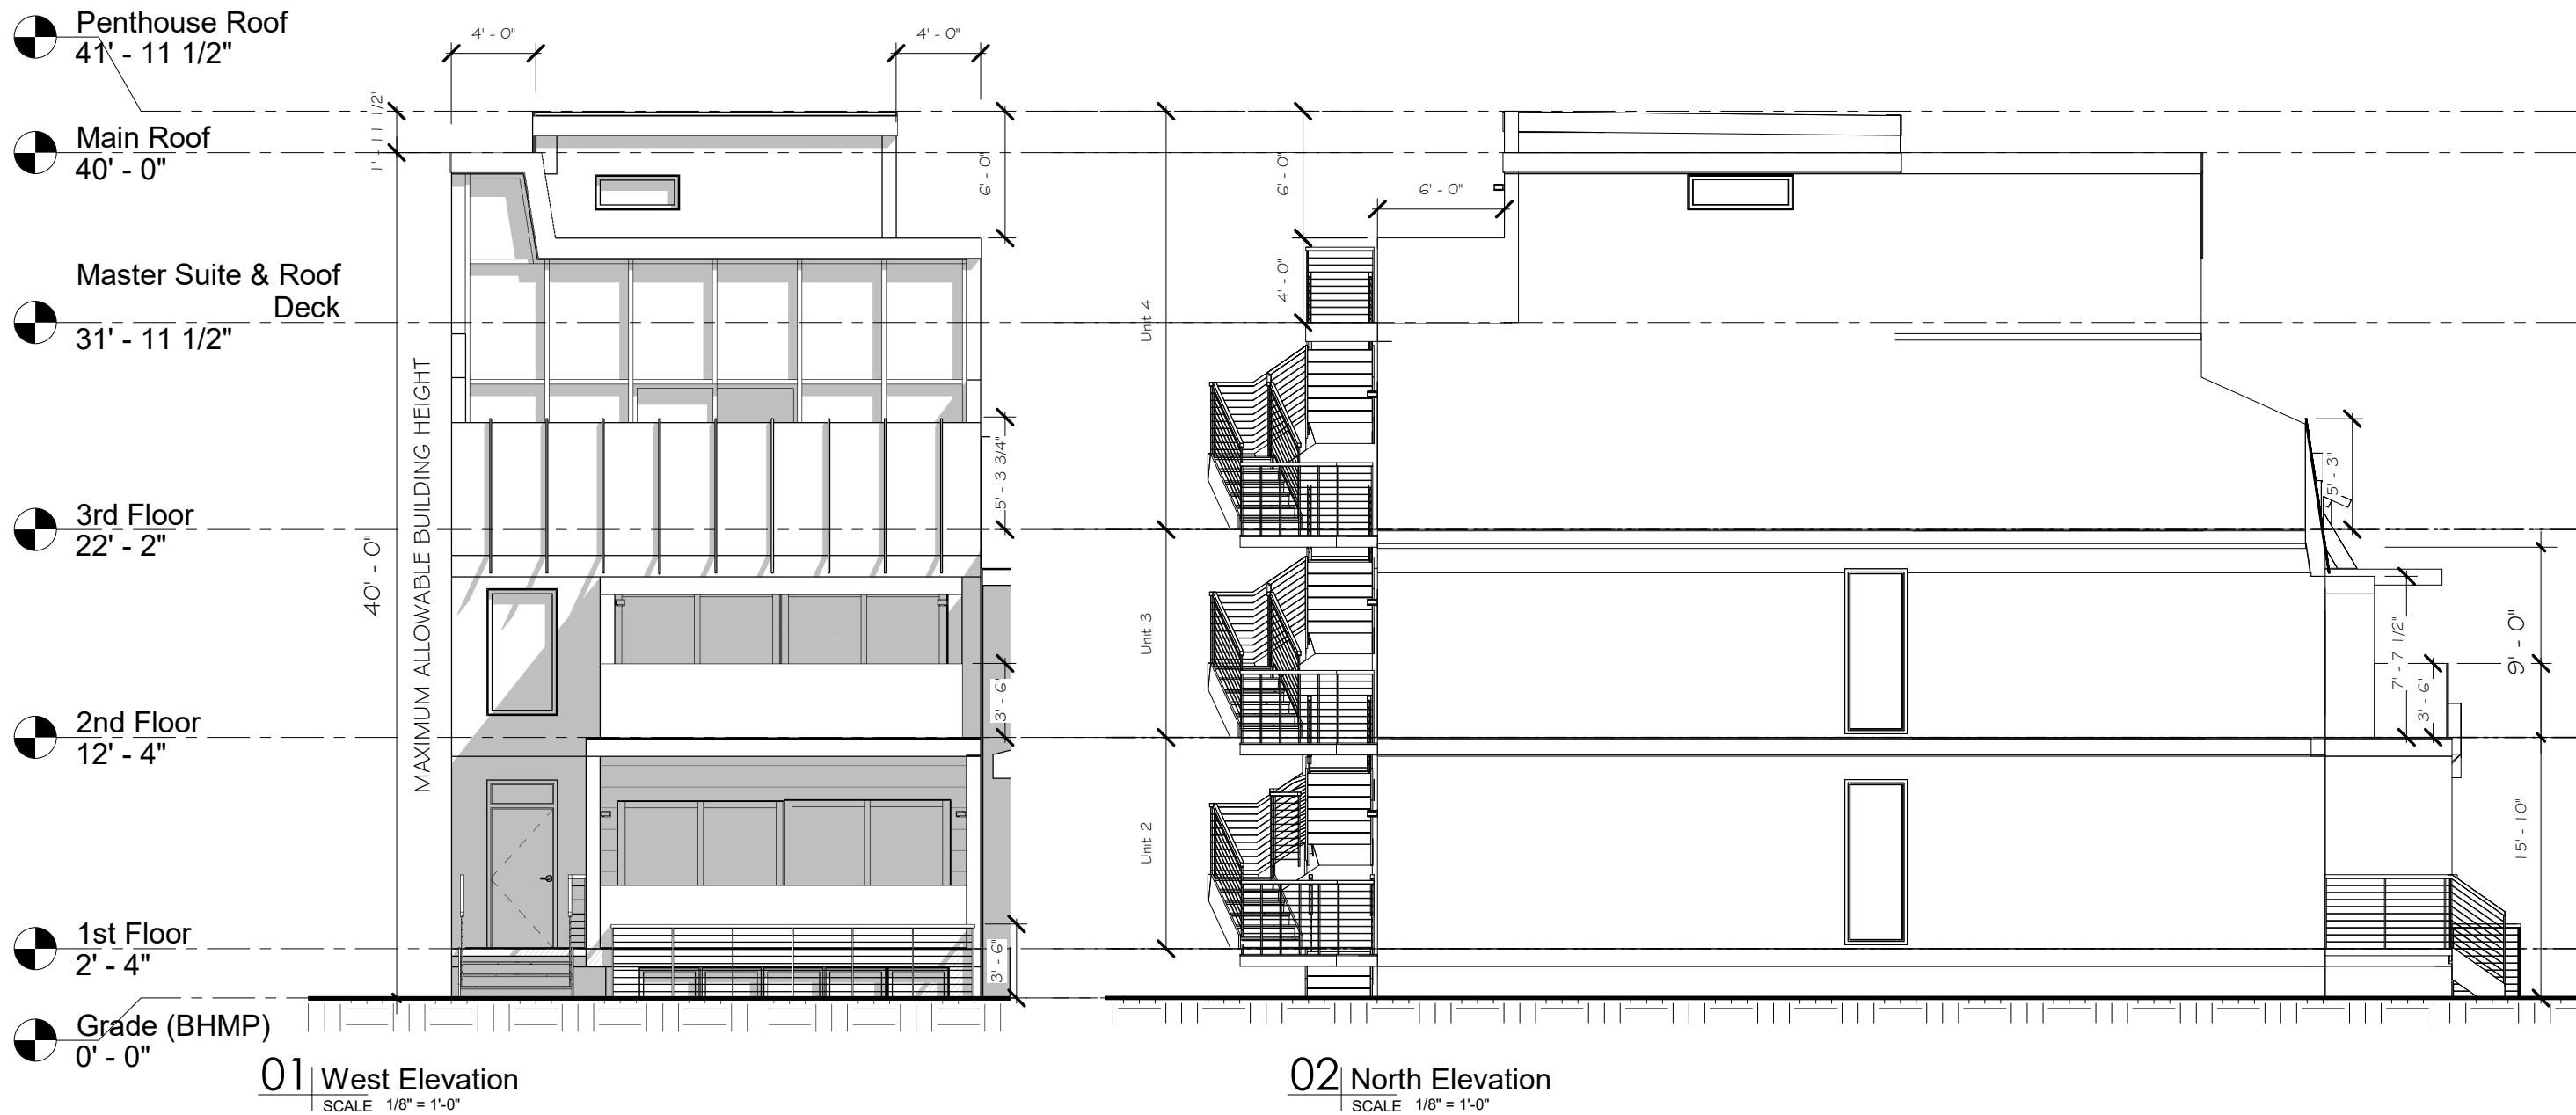 Penthouse Roof
41' - 11 1/2"
Main Roof
40' - 0"
Master Suite & Roof
Deck
31' - 11 1/2"
3rd Floor
22' - 2"
2nd Floor
12' - 4"
1st Floor
2' - 4"
Grade (BHMP)
0' - 0"
4' - 0"
4' - 0"
1' - 11 1/2"
6' - 0"
40' - 0"
MAXIMUM ALLOWABLE BUILDING HEIGHT
5' - 3 3/4"
3' - 6"
3' - 6"
01 West Elevation
SCALE 1/8" = 1'-0"
Unit 4
Unit 3
Unit 2
6' - 0"
4' - 0"
6' - 0"
5' - 3"
7' - 7 1/2"
3' - 6"
9' - 0"
15' - 10"
02 North Elevation
SCALE 1/8" = 1'-0"